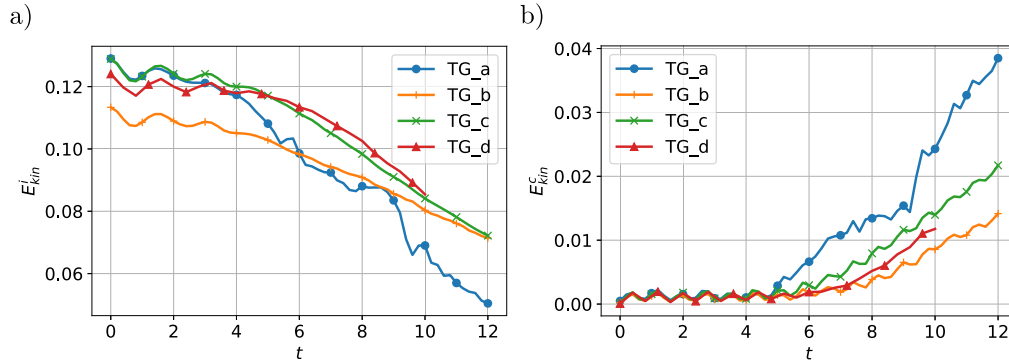 a)
0.12
0.10
0.08
0.06
E^i_kin
0 2 4 6 8 10 12
t
TG_a
TG_b
TG_c
TG_d
b)
0.04
0.03
0.02
0.01
0.00
E^c_kin
0 2 4 6 8 10 12
t
TG_a
TG_b
TG_c
TG_d